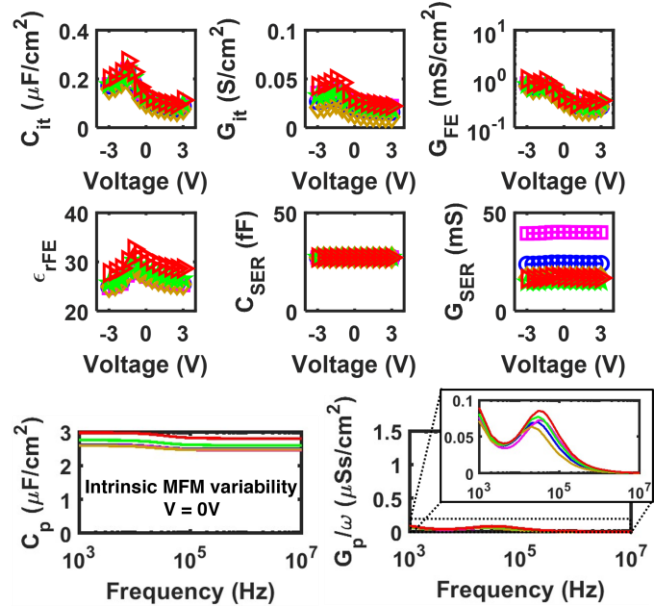 C_it (μF/cm²)
0.4
0.2
0
-3 0 3
Voltage (V)
G_it (S/cm²)
0.1
0.05
0
-3 0 3
Voltage (V)
G_FE (mS/cm²)
10¹
10⁰
10⁻¹
-3 0 3
Voltage (V)
ϵ_rFE
40
30
20
-3 0 3
Voltage (V)
C_SER (fF)
50
0
-3 0 3
Voltage (V)
G_SER (mS)
50
0
-3 0 3
Voltage (V)
C_p (μF/cm²)
3
2
1
0
Intrinsic MFM variability
V = 0V
10³ 10⁵ 10⁷
Frequency (Hz)
G_p/ω (μSs/cm²)
1.5
1
0.5
0
10³ 10⁵ 10⁷
Frequency (Hz)
0.1
0.05
0
10³ 10⁵ 10⁷